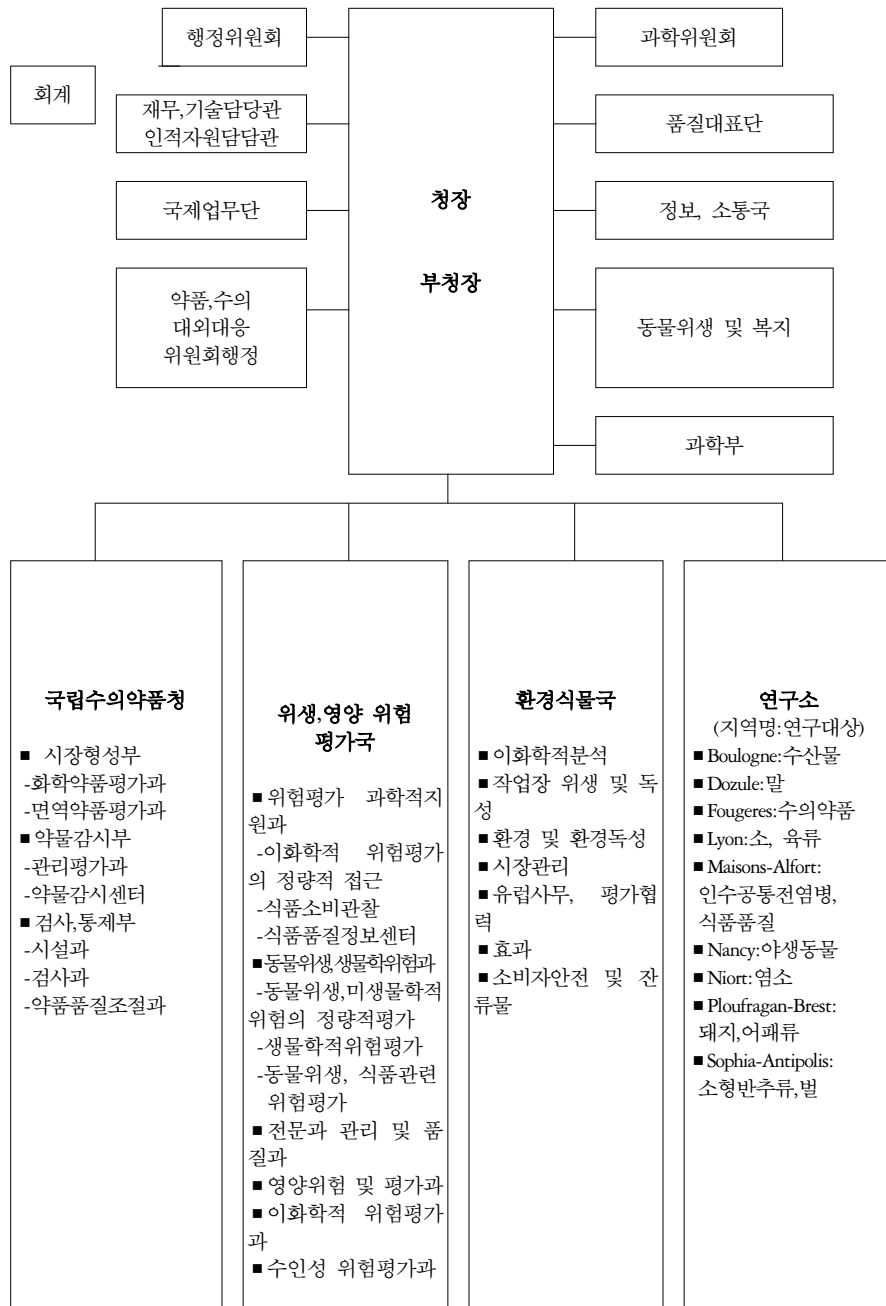 행정위원회
과학위원회
회계
재무,기술담당관
인적자원담담관
품질대표단
국제업무단
정보, 소통국
청장
부청장
약품,수의
대외대응
위원회행정
동물위생 및 복지
과학부
국립수의약품청
■ 시장형성부
-화학약품평가과
-면역약품평가과
■ 약물감시부
-관리평가과
-약물감시센터
■ 검사,통제부
-시설과
-검사과
-약품품질조절과
위생,영양 위험
평가국
■위험평가 과학적지
원과
-이화학적 위험평가
의 정량적 접근
-식품소비관찰
-식품품질정보센터
■동물위생,생물학위험과
-동물위생,미생물학적
위험의 정량적평가
-생물학적위험평가
-동물위생, 식품관련
위험평가
■전문과 관리 및 품
질과
■영양위험 및 평가과
■이화학적 위험평가
과
■수인성 위험평가과
환경식물국
■이화학적분석
■작업장 위생 및 독
성
■환경 및 환경독성
■시장관리
■유럽사무, 평가협
력
■효과
■소비자안전 및 잔
류물
연구소
(지역명:연구대상)
■Boulogne:수산물
■Dozule:말
■Fougeres:수의약품
■Lyon:소, 육류
■Maisons-Alfort:
인수공통전염병,
식품품질
■Nancy:야생동물
■Niort:염소
■Ploufragan-Brest:
돼지,어패류
■Sophia-Antipolis:
소형반추류,벌